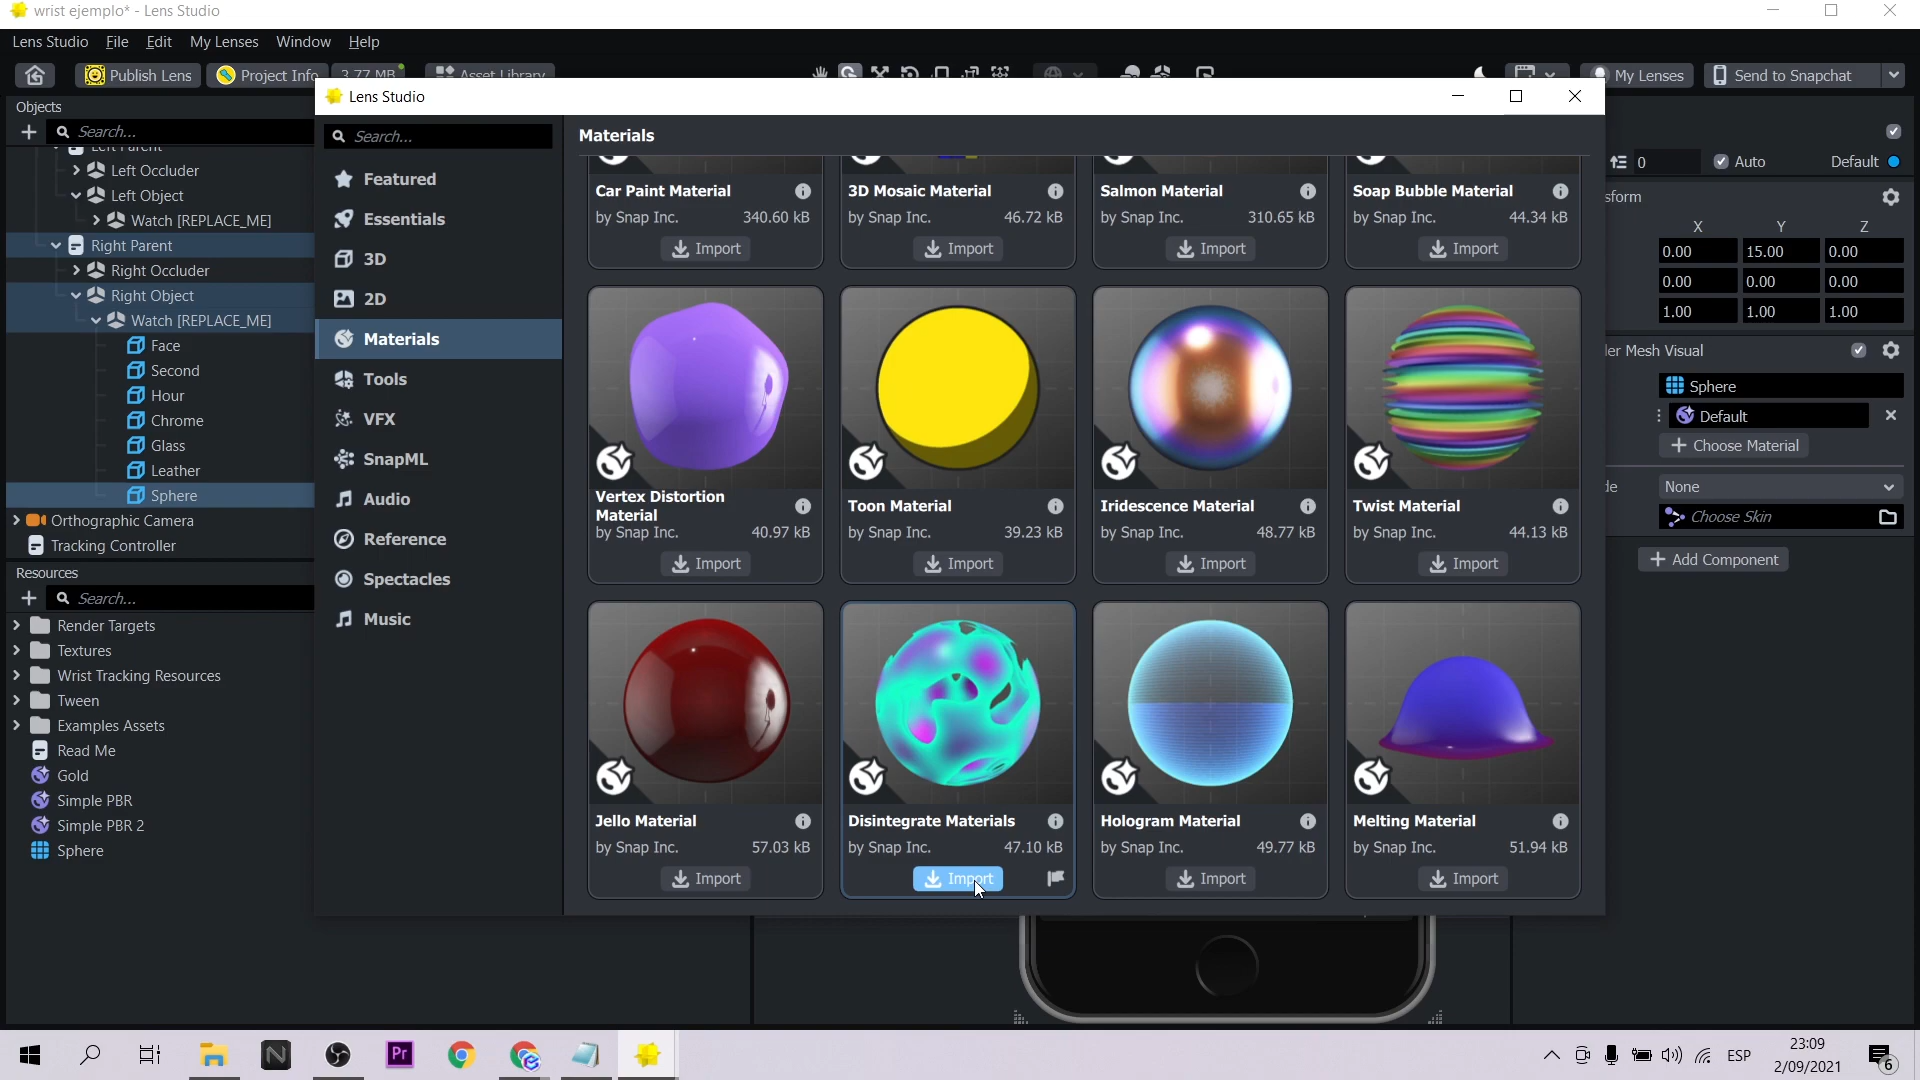 wrist ejemplo* - Lens Studio
Lens Studio File Edit My Lenses Window Help
Publish Lens Project Info 3.77 MB Asset Library My Lenses Send to Snapchat
Objects
Search...
Left Parent
Left Occluder
Left Object
Watch [REPLACE_ME]
Right Parent
Right Occluder
Right Object
Watch [REPLACE_ME]
Face
Second
Hour
Chrome
Glass
Leather
Sphere
Orthographic Camera
Tracking Controller
Resources
Search...
Render Targets
Textures
Wrist Tracking Resources
Tween
Examples Assets
Read Me
Gold
Simple PBR
Simple PBR 2
Sphere
Lens Studio
Search...
Featured
Essentials
3D
2D
Materials
Tools
VFX
SnapML
Audio
Reference
Spectacles
Music
Materials
Car Paint Material
by Snap Inc. 340.60 kB
Import
3D Mosaic Material
by Snap Inc. 46.72 kB
Import
Salmon Material
by Snap Inc. 310.65 kB
Import
Soap Bubble Material
by Snap Inc. 44.34 kB
Import
Vertex Distortion
Material
by Snap Inc. 40.97 kB
Import
Toon Material
by Snap Inc. 39.23 kB
Import
Iridescence Material
by Snap Inc. 48.77 kB
Import
Twist Material
by Snap Inc. 44.13 kB
Import
Jello Material
by Snap Inc. 57.03 kB
Import
Disintegrate Materials
by Snap Inc. 47.10 kB
Import
Hologram Material
by Snap Inc. 49.77 kB
Import
Melting Material
by Snap Inc. 51.94 kB
Import
0 Auto Default
sform
X Y Z
0.00 15.00 0.00
0.00 0.00 0.00
1.00 1.00 1.00
er Mesh Visual
Sphere
Default
Choose Material
de None
Choose Skin
Add Component
N Pr
ESP
23:09
2/09/2021
6